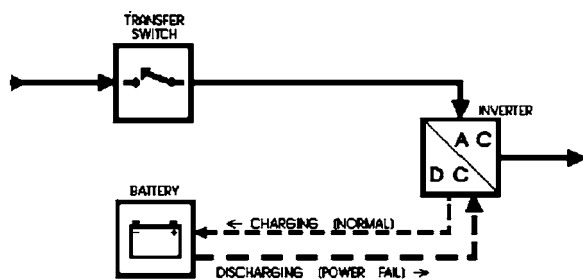 TRANSFER
SWITCH
INVERTER
A C
D C
BATTERY
- +
← CHARGING (NORMAL)
DISCHARGING (POWER FAIL) →